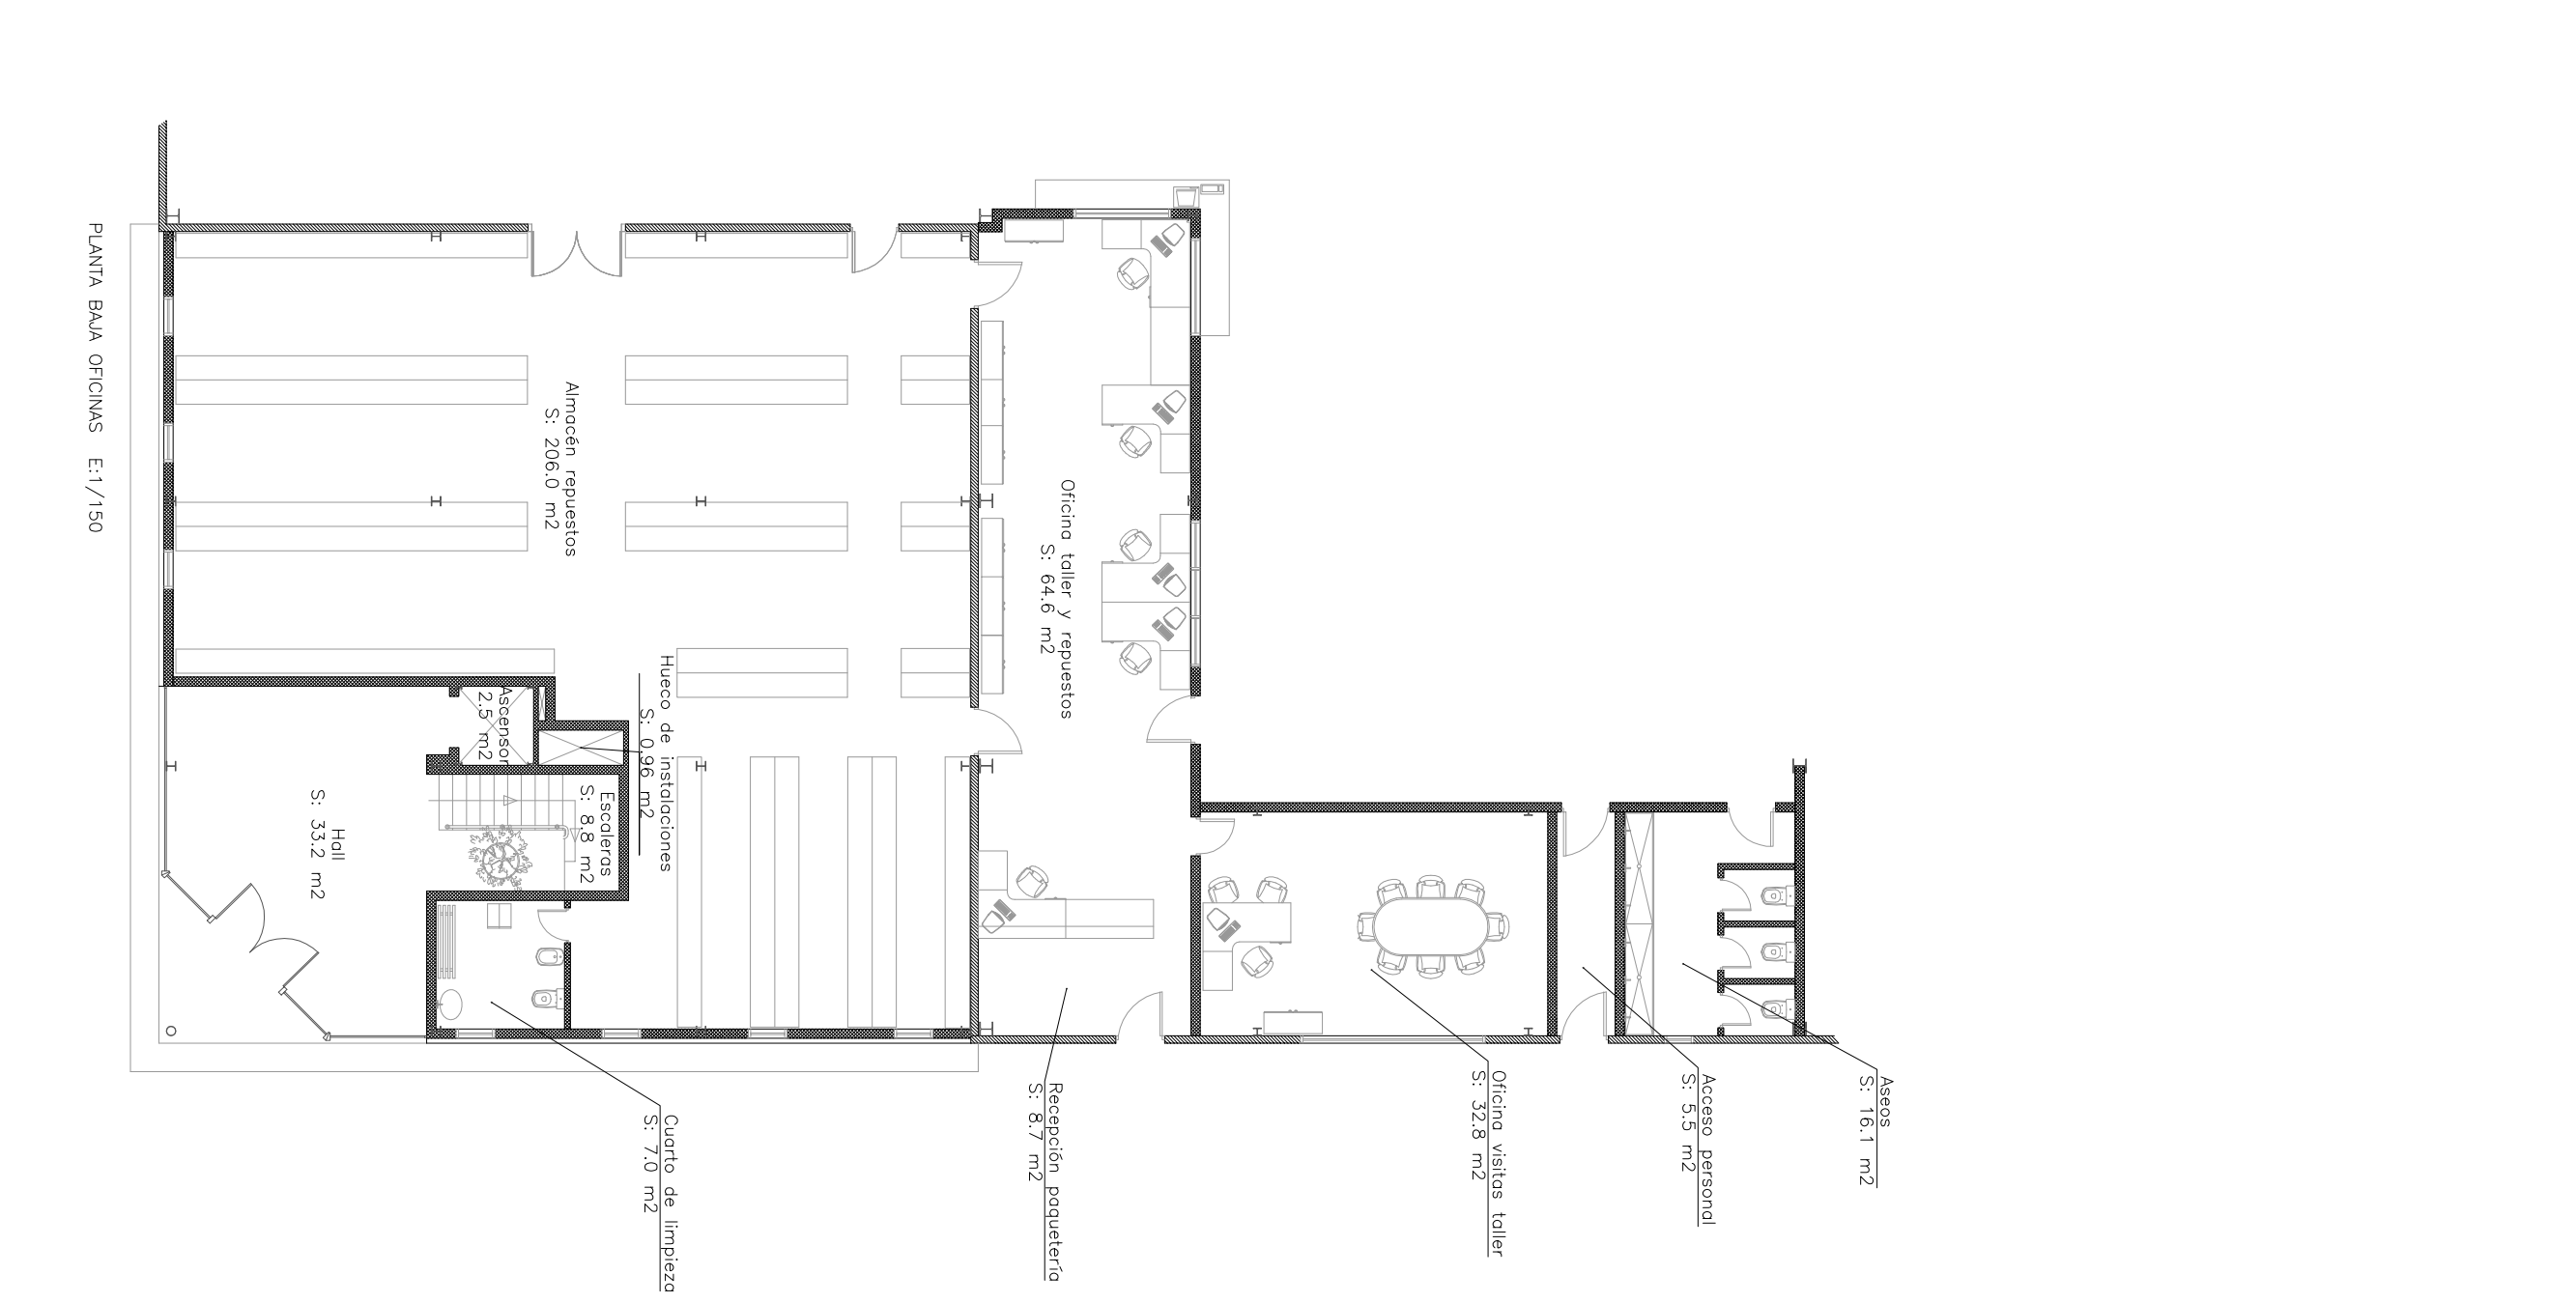 PLANTA BAJA OFICINAS E:1/150
Almacén repuestos
S: 206.0 m2
Oficina taller y repuestos
S: 64.6 m2
Hueco de instalaciones
S: 0.96 m2
Ascensor
2.5 m2
Escaleras
S: 8.8 m2
Hall
S: 33.2 m2
Cuarto de limpieza
S: 7.0 m2
Recepción paquetería
S: 8.7 m2
Oficina visitas taller
S: 32.8 m2
Acceso personal
S: 5.5 m2
Aseos
S: 16.1 m2